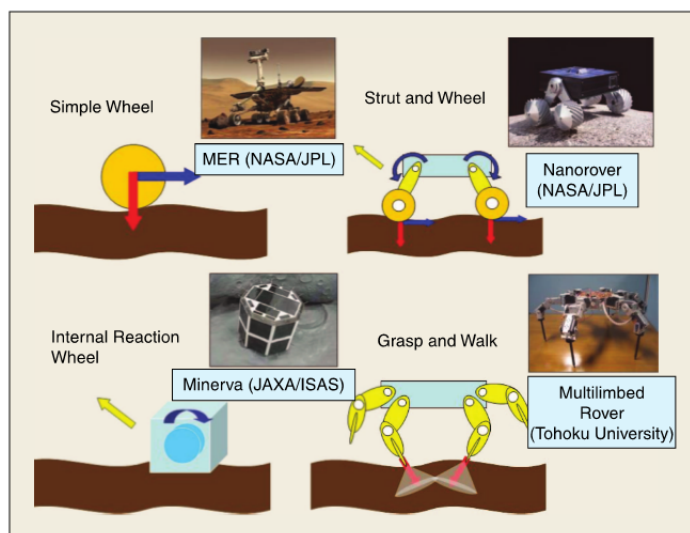 Simple Wheel
MER (NASA/JPL)
Strut and Wheel
Nanorover
(NASA/JPL)
Internal Reaction
Wheel
Minerva (JAXA/ISAS)
Grasp and Walk
Multilimbed
Rover
(Tohoku University)